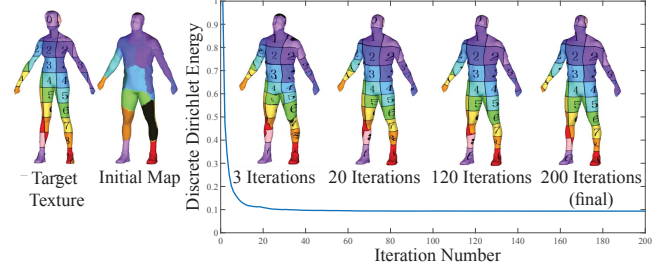 Target
Texture
Initial Map
Discrete Dirichlet Energy
1
0.9
0.8
0.7
0.6
0.5
0.4
0.3
0.2
0.1
0
3 Iterations
20 Iterations
120 Iterations
200 Iterations
(final)
0 20 40 60 80 100 120 140 160 180 200
Iteration Number